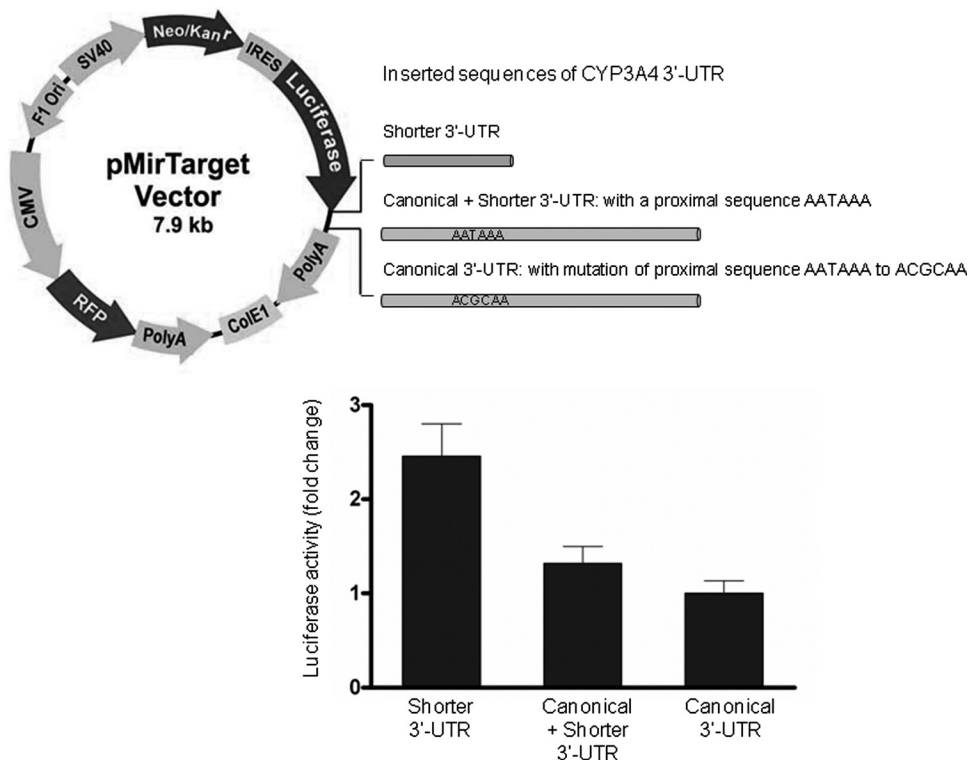 Neo/Kanr
SV40
IRES
Luciferase
F1 Ori
pMirTarget
Vector
7.9 kb
CMV
PolyA
RFP
PolyA
ColE1
Inserted sequences of CYP3A4 3'-UTR
Shorter 3'-UTR
Canonical + Shorter 3'-UTR: with a proximal sequence AATAAA
AATAAA
Canonical 3'-UTR: with mutation of proximal sequence AATAAA to ACGCAA
ACGCAA
Luciferase activity (fold change)
3
2
1
0
Shorter
3'-UTR
Canonical
+ Shorter
3'-UTR
Canonical
3'-UTR